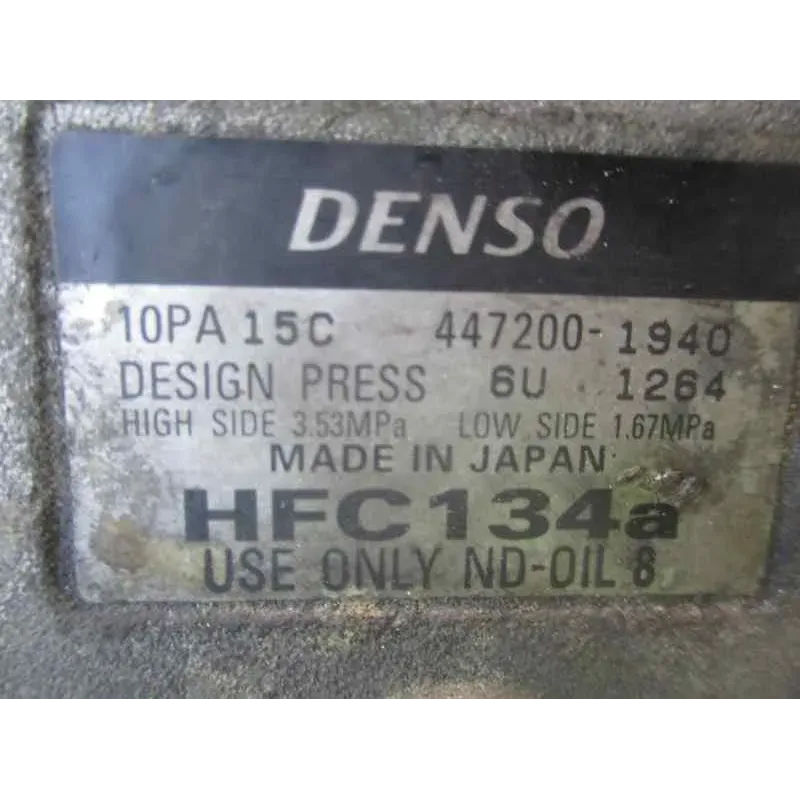 DENSO
10PA 15C 447200-1940
DESIGN PRESS 6U 1264
HIGH SIDE 3.53MPa LOW SIDE 1.67MPa
MADE IN JAPAN
HFC134a
USE ONLY ND-OIL 8